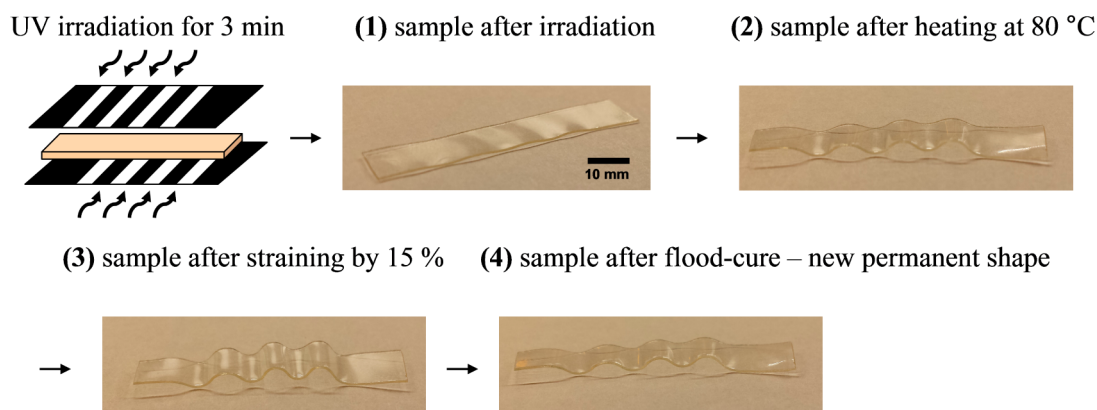 UV irradiation for 3 min
(1) sample after irradiation
(2) sample after heating at 80 °C
10 mm
(3) sample after straining by 15 %
(4) sample after flood-cure – new permanent shape